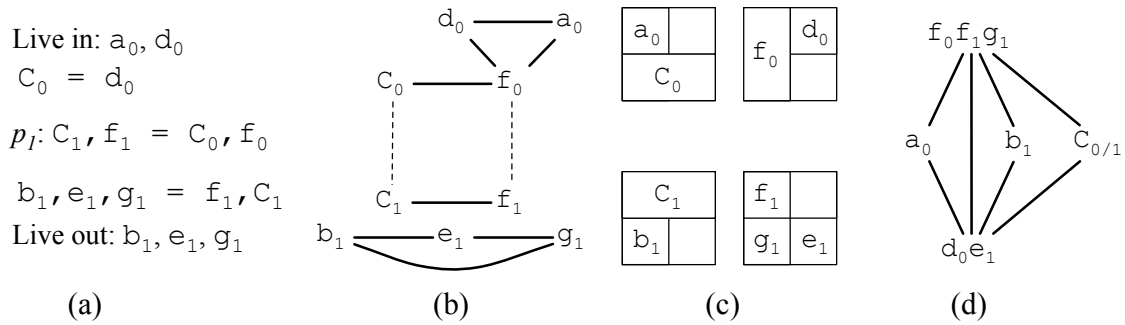 Live in: a₀, d₀
C₀ = d₀
p₁: C₁, f₁ = C₀, f₀
b₁, e₁, g₁ = f₁, C₁
Live out: b₁, e₁, g₁
(a)
d₀ a₀
C₀ f₀
C₁ f₁
b₁ e₁ g₁
(b)
a₀ f₀ d₀
C₀
C₁ f₁
b₁ g₁ e₁
(c)
f₀f₁g₁
a₀ b₁ C₀/₁
d₀e₁
(d)